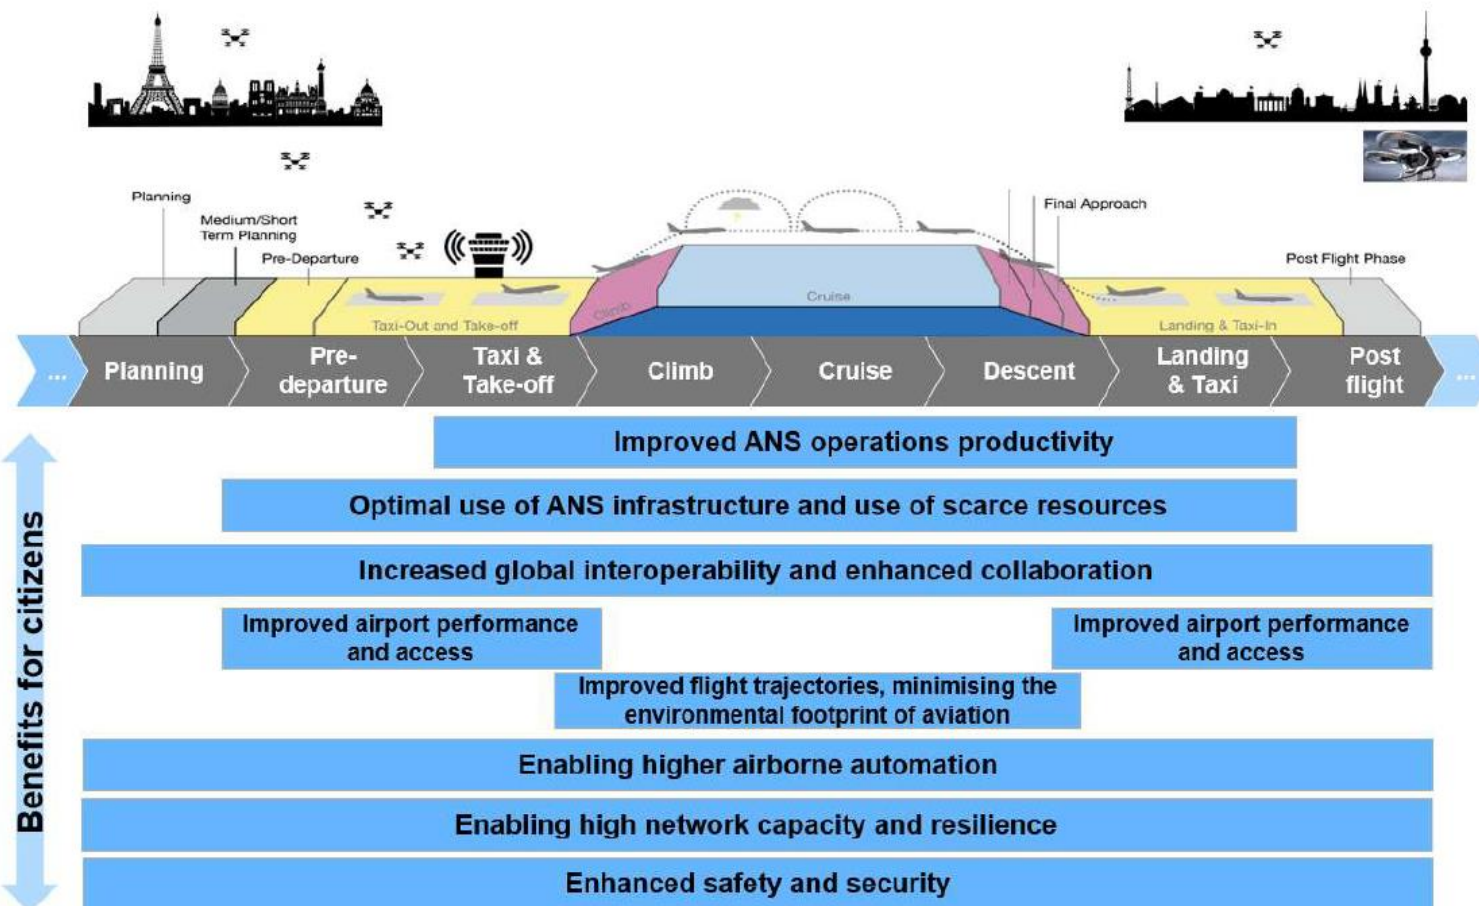 Planning
Medium/Short
Term Planning
Pre-Departure
Final Approach
Post Flight Phase
Taxi-Out and Take-off
Climb
Cruise
Landing & Taxi-In
...
Planning
Pre-
departure
Taxi &
Take-off
Climb
Cruise
Descent
Landing
& Taxi
Post
flight
...
Benefits for citizens
Improved ANS operations productivity
Optimal use of ANS infrastructure and use of scarce resources
Increased global interoperability and enhanced collaboration
Improved airport performance
and access
Improved airport performance
and access
Improved flight trajectories, minimising the
environmental footprint of aviation
Enabling higher airborne automation
Enabling high network capacity and resilience
Enhanced safety and security